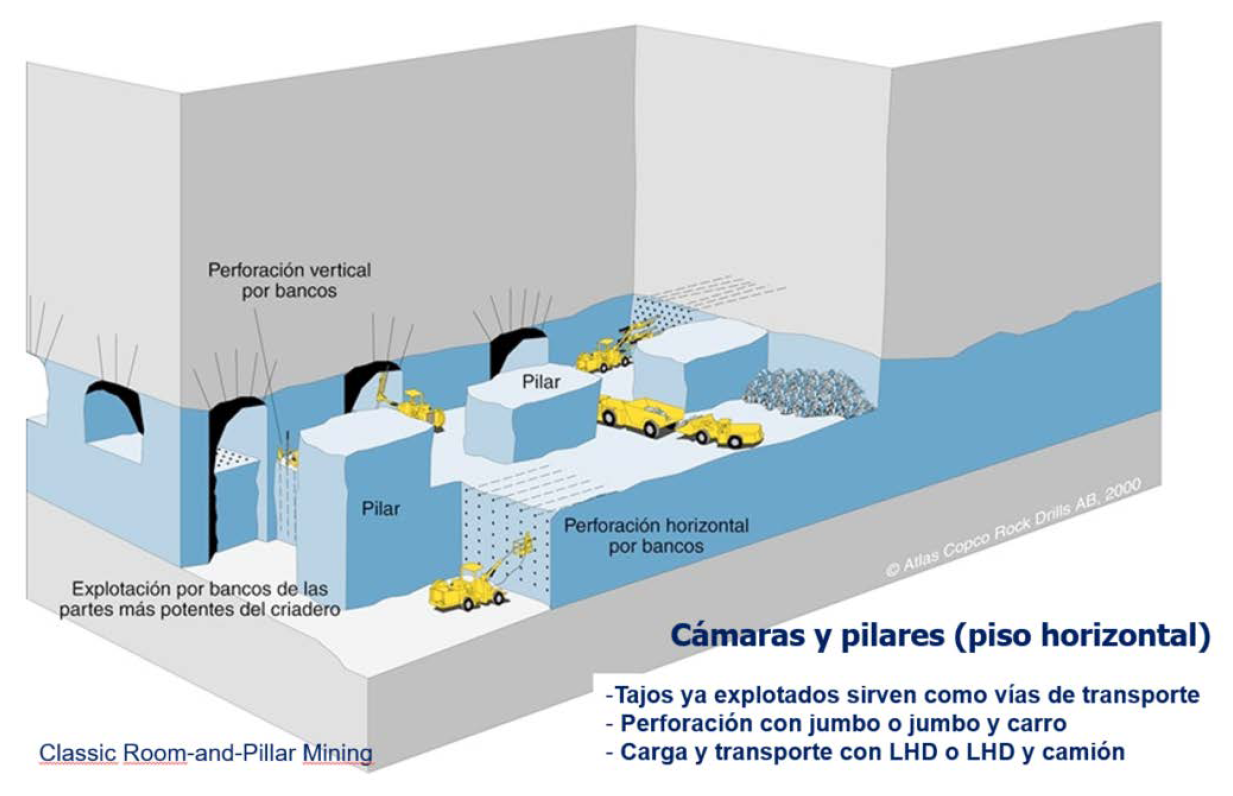 Perforación vertical
por bancos
Pilar
Pilar
Perforación horizontal
por bancos
Explotación por bancos de las
partes más potentes del criadero
© Atlas Copco Rock Drills AB, 2000
Cámaras y pilares (piso horizontal)
-Tajos ya explotados sirven como vías de transporte
- Perforación con jumbo o jumbo y carro
- Carga y transporte con LHD o LHD y camión
Classic Room-and-Pillar Mining